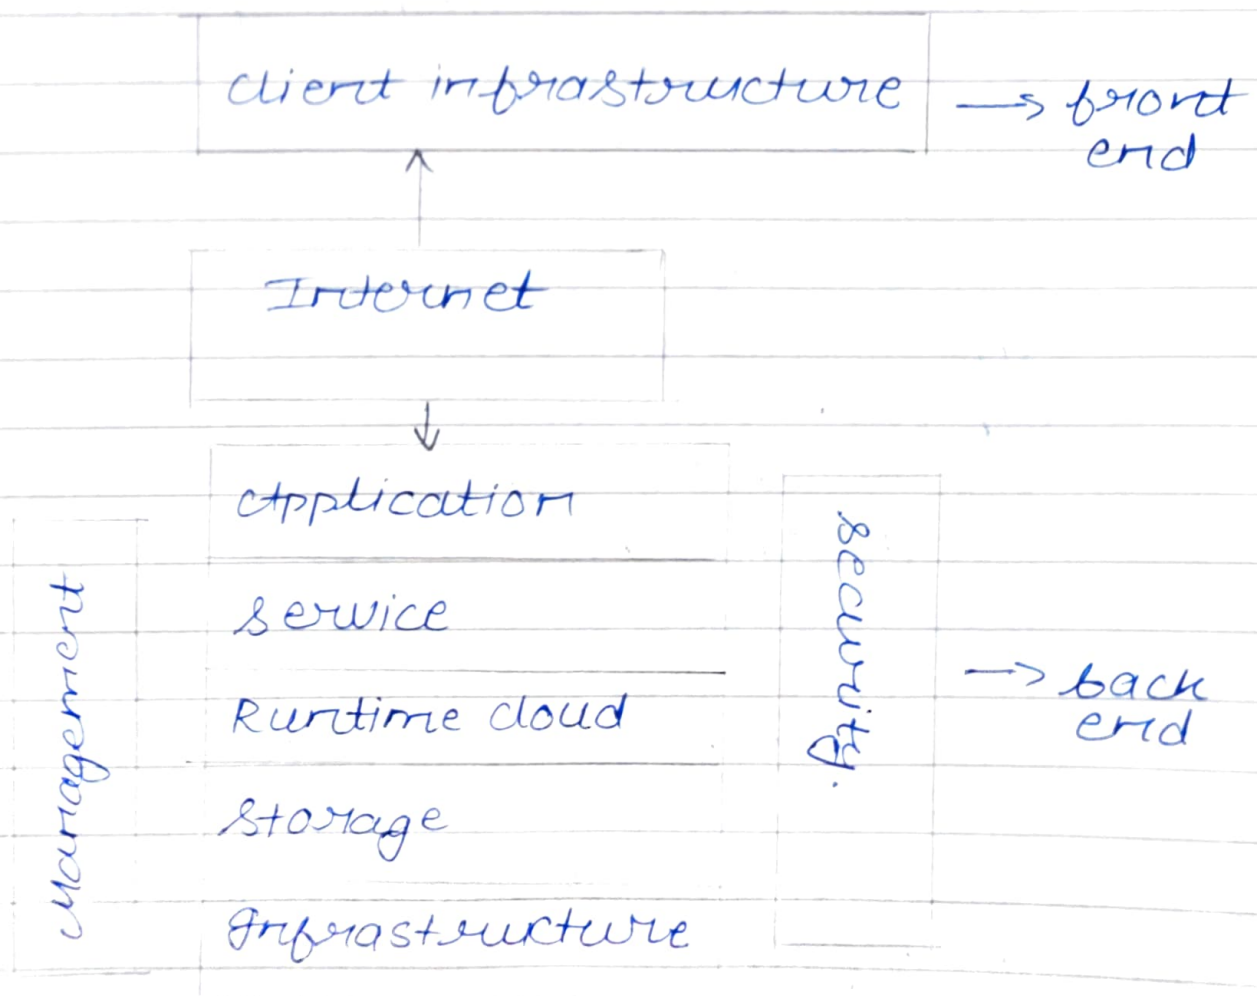 Client infrastructure
→ front
end
Internet
Application
Service
Runtime cloud
Storage
Infrastructure
Management
Security.
→ back
end